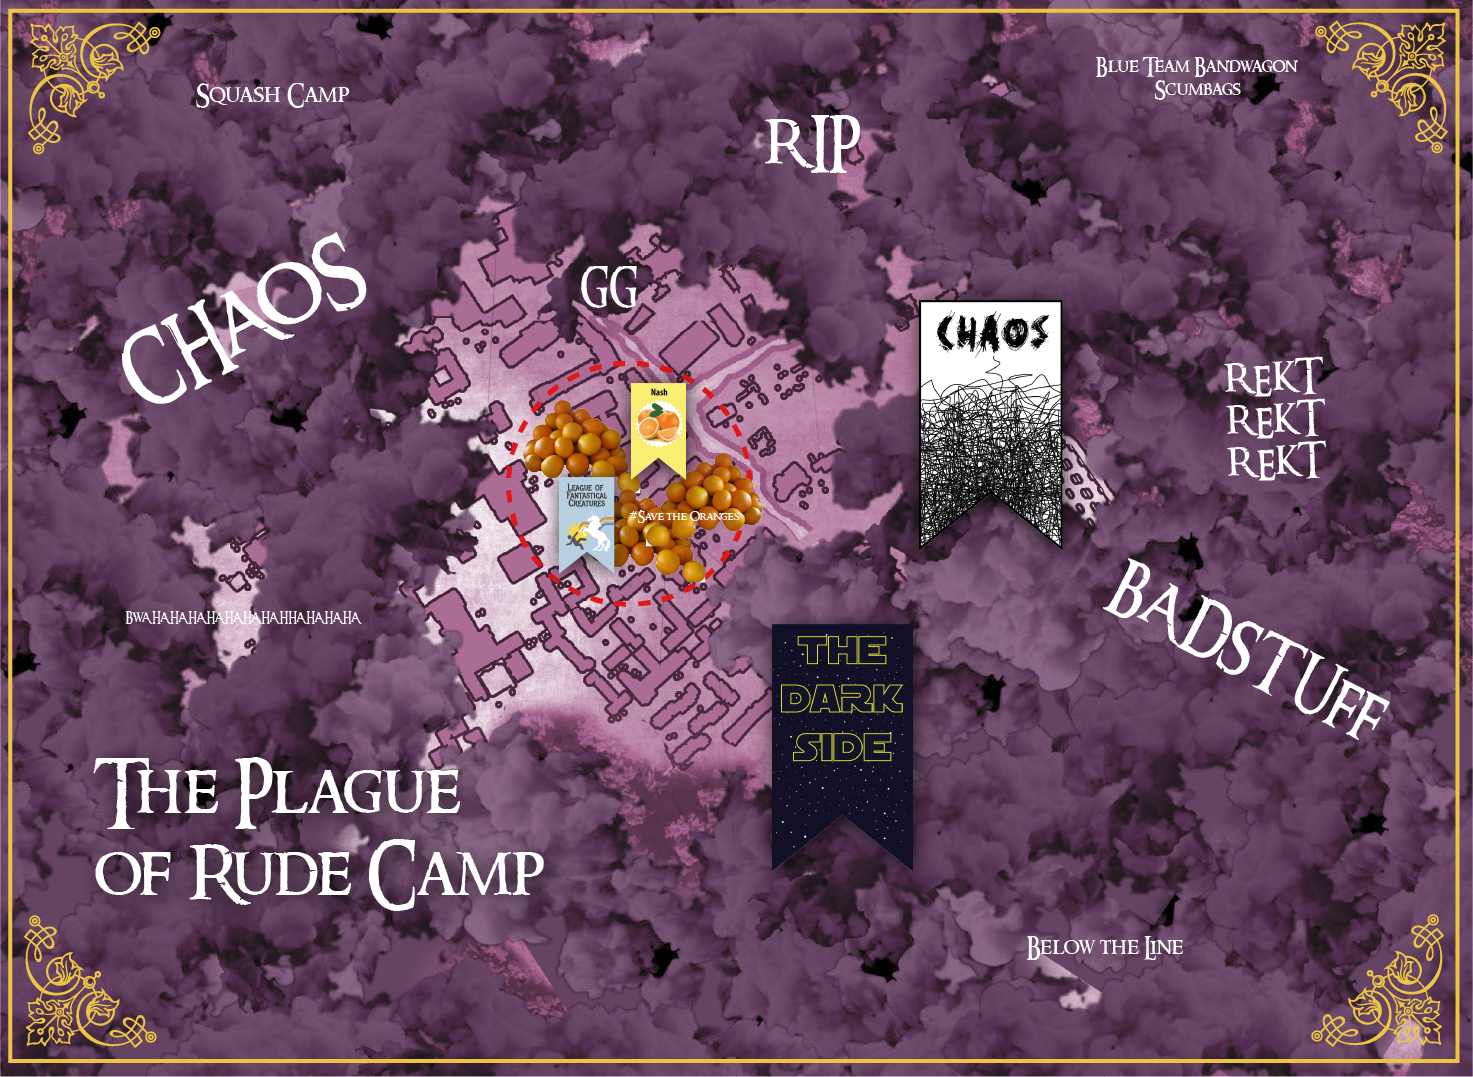 Squash Camp
Blue Team Bandwagon
Scumbags
RIP
CHAOS
GG
CHAOS
REKT
REKT
REKT
Nash
League of
Fantastical
Creatures
#Save the Oranges
BADSTUFF
BWAHAHAHAHAHAHAHAHHAHAHAHA
THE
DARK
SIDE
The Plague
of Rude Camp
Below the Line